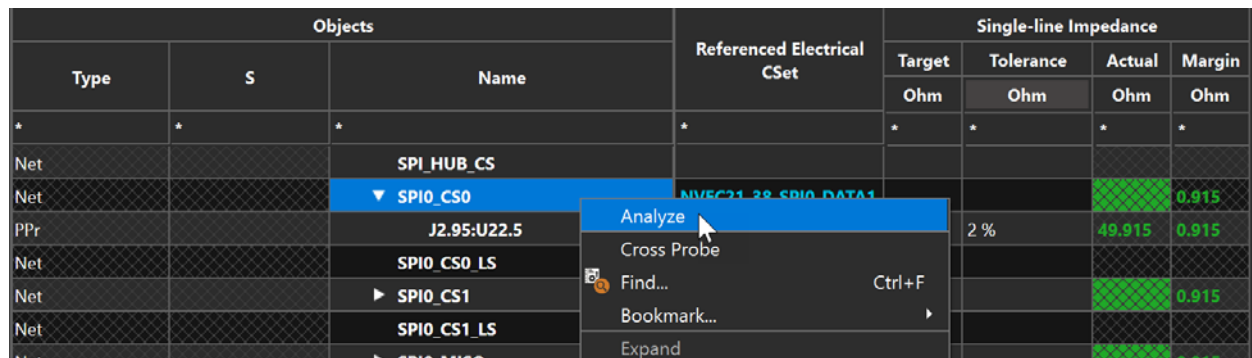 Objects Referenced Electrical CSet Single-line Impedance
Type S Name Target Tolerance Actual Margin
Ohm Ohm Ohm Ohm
* * * * * * * *
Net SPI_HUB_CS
Net ▼ SPI0_CS0 NVEC21_38_SPI0_DATA1 0.915
Analyze
PPr J2.95:U22.5 2 % 49.915 0.915
Cross Probe
Net SPI0_CS0_LS
Find... Ctrl+F
Net ▶ SPI0_CS1 0.915
Bookmark...
Net SPI0_CS1_LS
Expand
Net